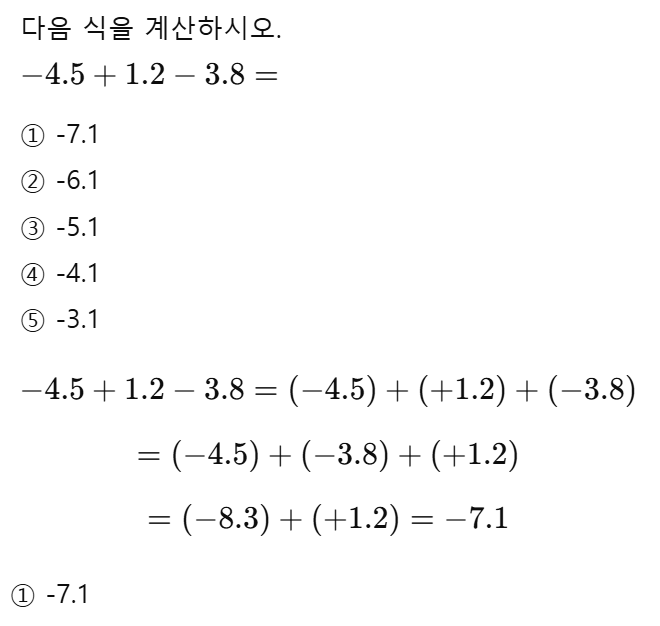 다음 식을 계산하시오.
−4.5 + 1.2 − 3.8 =
① -7.1
② -6.1
③ -5.1
④ -4.1
⑤ -3.1
−4.5 + 1.2 − 3.8 = (−4.5) + (+1.2) + (−3.8)
= (−4.5) + (−3.8) + (+1.2)
= (−8.3) + (+1.2) = −7.1
① -7.1